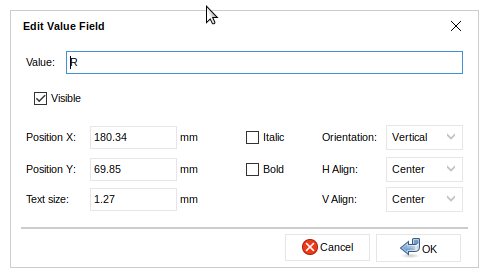 Edit Value Field
Value: R
Visible
Position X: 180.34 mm Italic Orientation: Vertical
Position Y: 69.85 mm Bold H Align: Center
Text size: 1.27 mm V Align: Center
Cancel OK